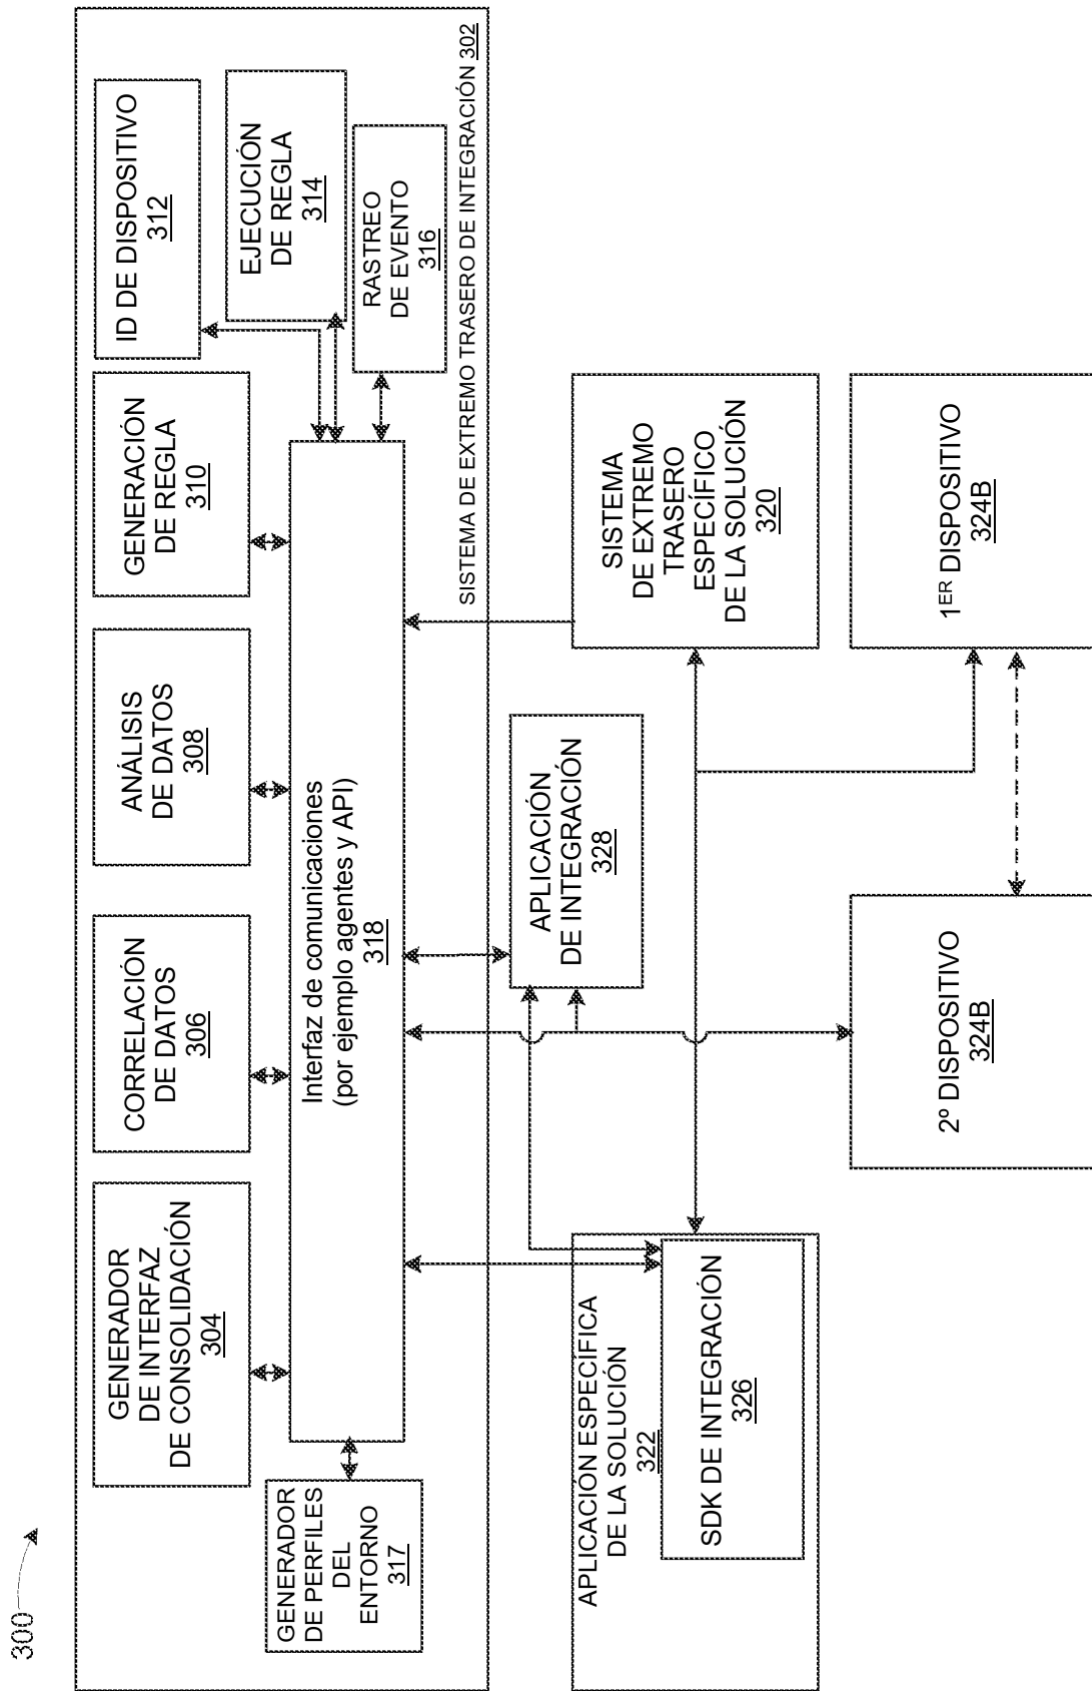 300
GENERADOR
DE INTERFAZ
DE CONSOLIDACIÓN
304
CORRELACIÓN
DE DATOS
306
ANÁLISIS
DE DATOS
308
GENERACIÓN
DE REGLA
310
ID DE DISPOSITIVO
312
EJECUCIÓN
DE REGLA
314
RASTREO
DE EVENTO
316
GENERADOR
DE PERFILES
DEL
ENTORNO
317
Interfaz de comunicaciones
(por ejemplo agentes y API)
318
SISTEMA DE EXTREMO TRASERO DE INTEGRACIÓN 302
APLICACIÓN ESPECÍFICA
DE LA SOLUCIÓN
322
SDK DE INTEGRACIÓN
326
APLICACIÓN
DE INTEGRACIÓN
328
SISTEMA
DE EXTREMO
TRASERO
ESPECÍFICO
DE LA SOLUCIÓN
320
2º DISPOSITIVO
324B
1ER DISPOSITIVO
324B